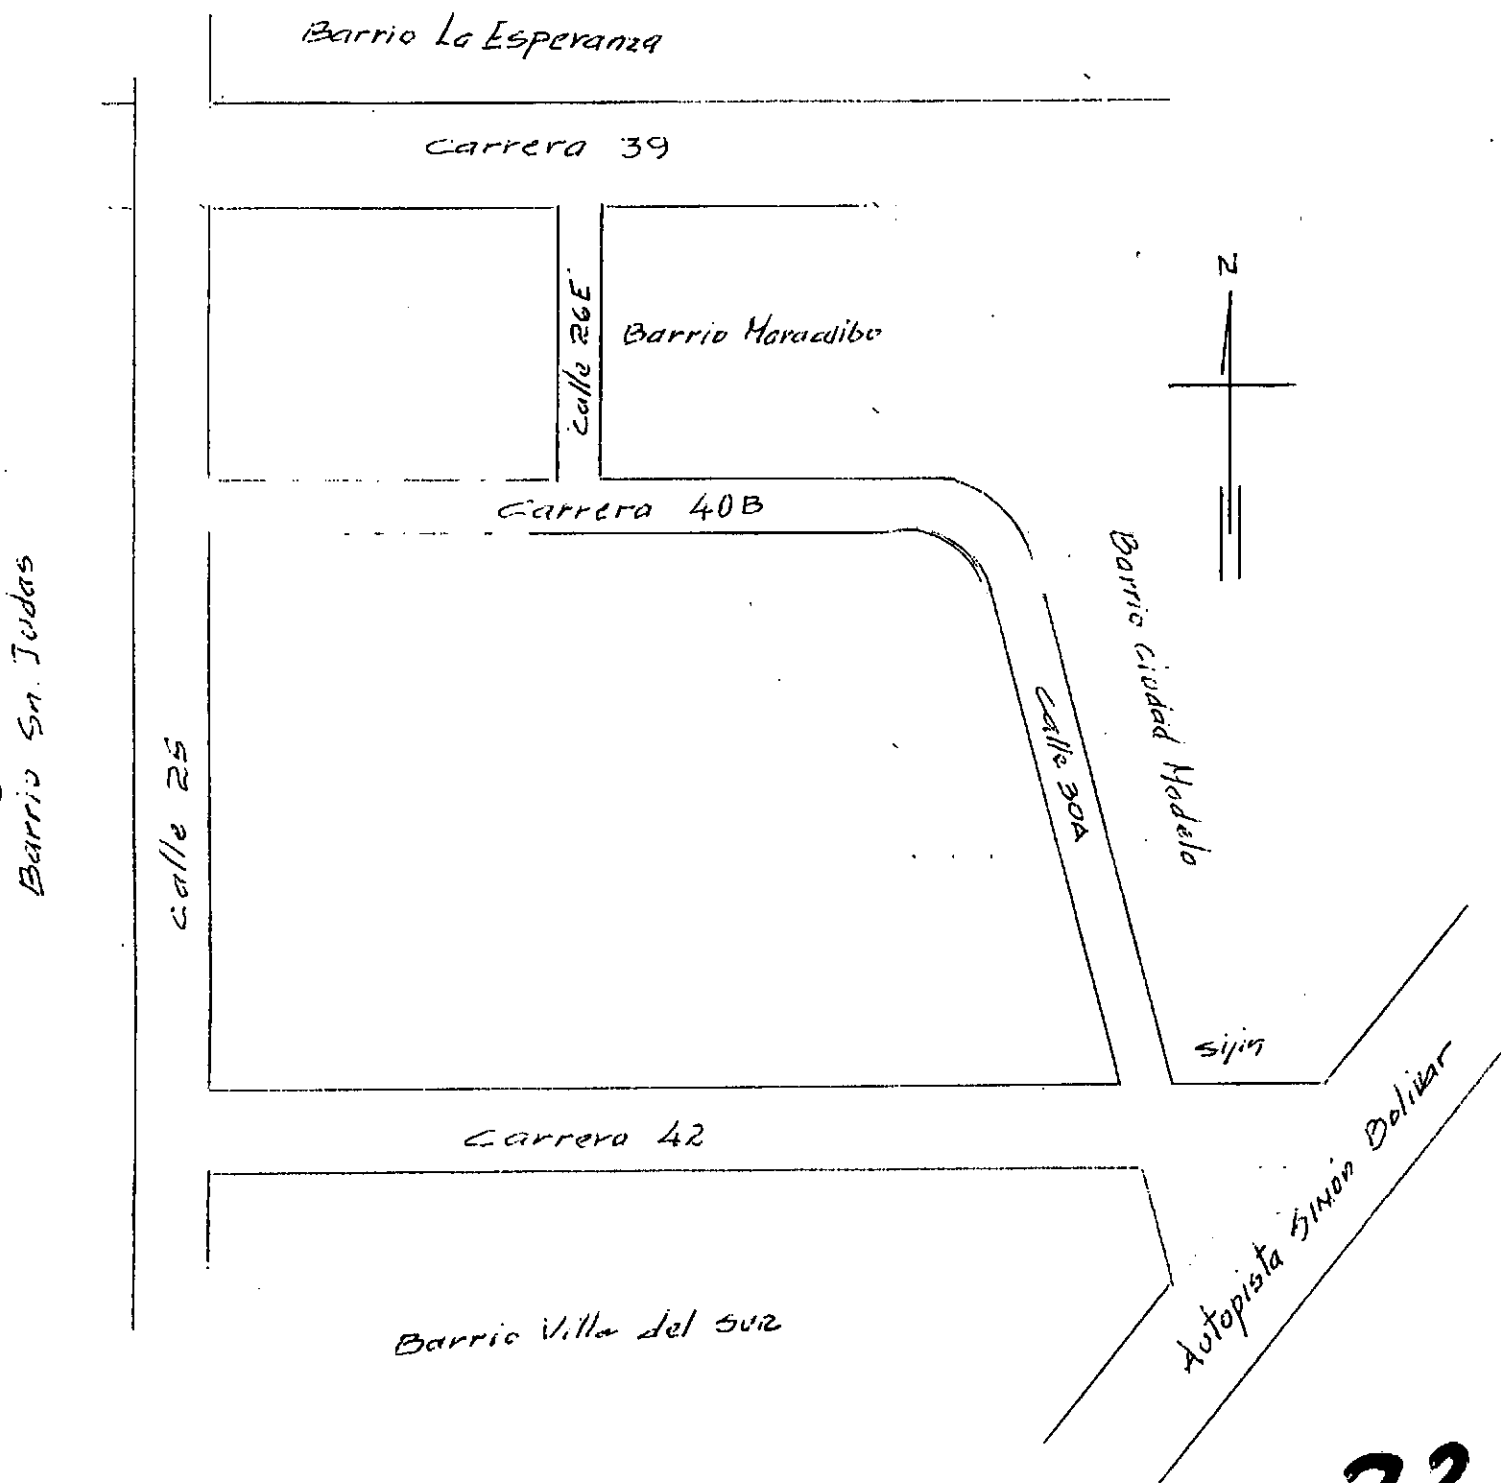 Barrio La Esperanza
Carrera 39
N
Calle 26E
Barrio Maracaibo
Carrera 40B
Barrio Ciudad Modelo
Barrio Sn. Judas
Calle 25
Calle 30A
Sijin
Carrera 42
Autopista Simón Bolivar
Barrio Villa del Sur